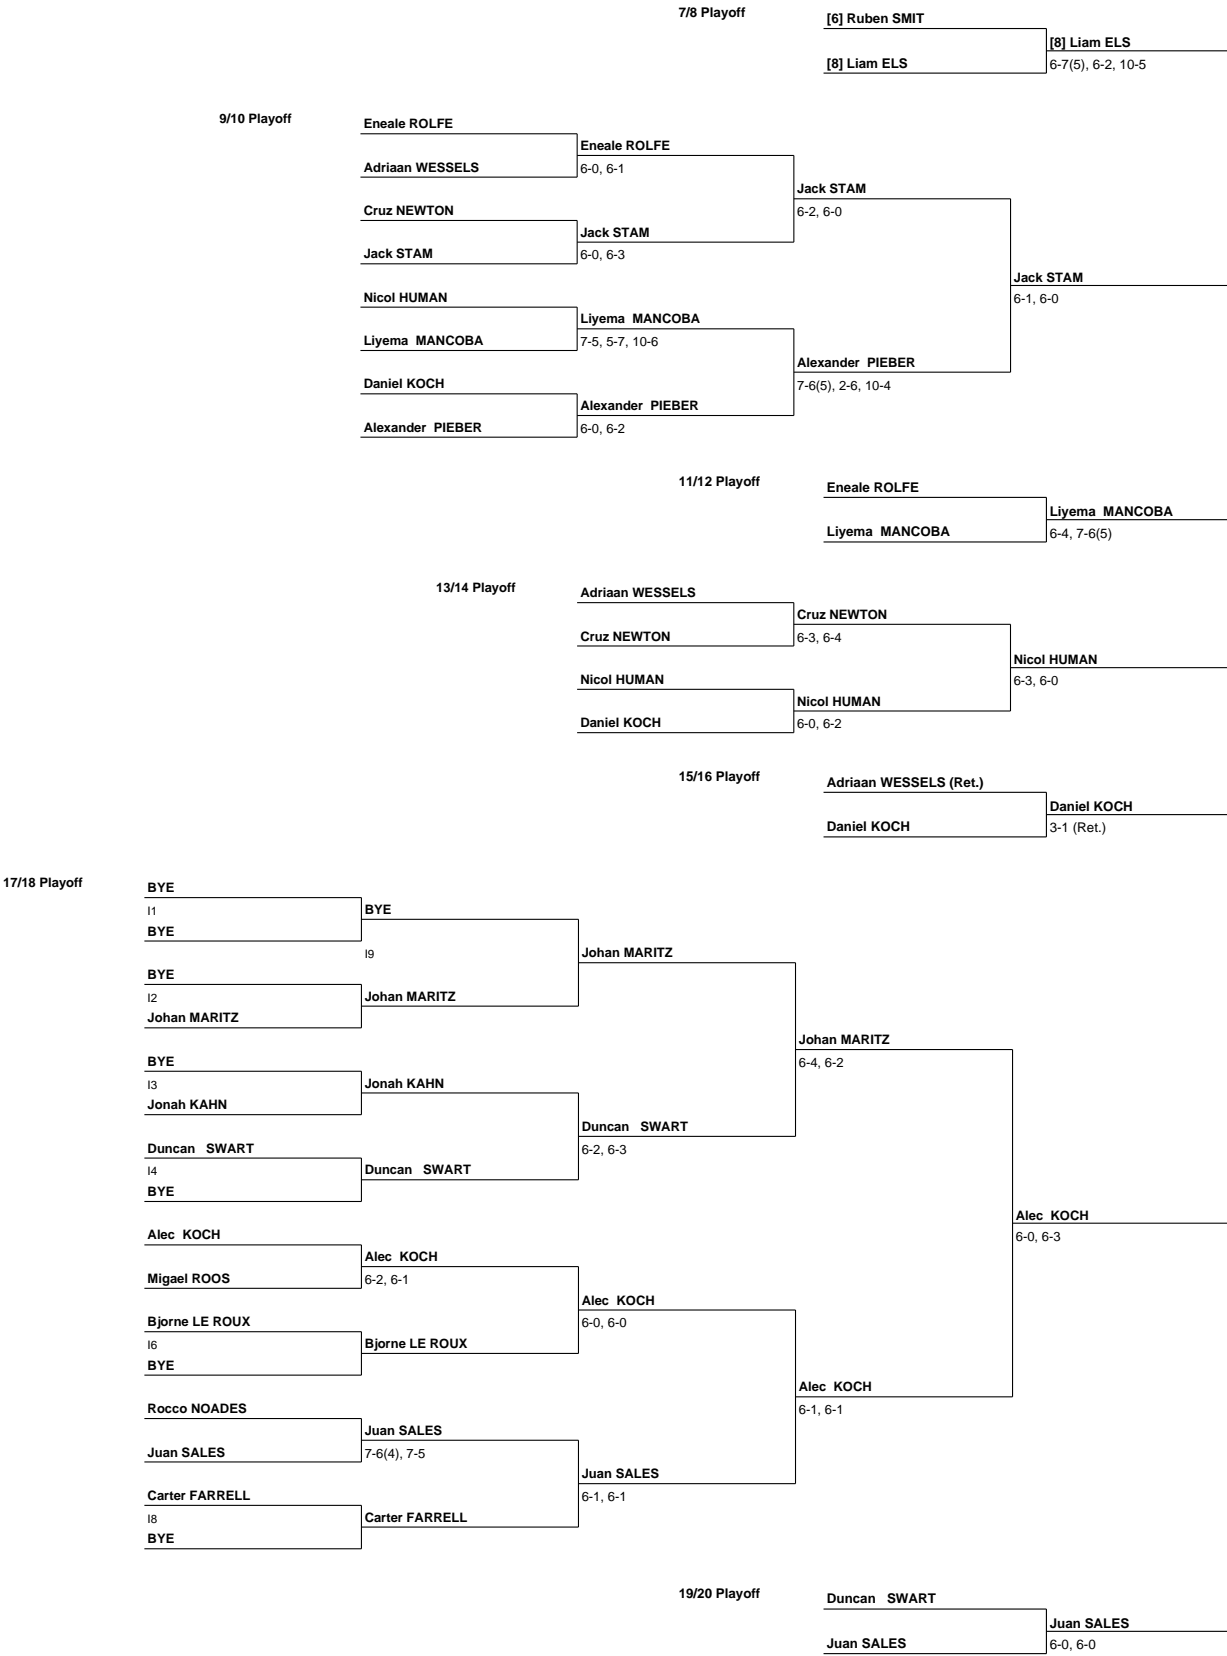 7/8 Playoff
[6] Ruben SMIT
[8] Liam ELS
[8] Liam ELS
6-7(5), 6-2, 10-5
9/10 Playoff
Eneale ROLFE
Eneale ROLFE
Adriaan WESSELS
6-0, 6-1
Jack STAM
Cruz NEWTON
6-2, 6-0
Jack STAM
Jack STAM
6-0, 6-3
Jack STAM
Nicol HUMAN
6-1, 6-0
Liyema MANCOBA
Liyema MANCOBA
7-5, 5-7, 10-6
Alexander PIEBER
Daniel KOCH
7-6(5), 2-6, 10-4
Alexander PIEBER
Alexander PIEBER
6-0, 6-2
11/12 Playoff
Eneale ROLFE
Liyema MANCOBA
Liyema MANCOBA
6-4, 7-6(5)
13/14 Playoff
Adriaan WESSELS
Cruz NEWTON
Cruz NEWTON
6-3, 6-4
Nicol HUMAN
Nicol HUMAN
6-3, 6-0
Nicol HUMAN
Daniel KOCH
6-0, 6-2
15/16 Playoff
Adriaan WESSELS (Ret.)
Daniel KOCH
Daniel KOCH
3-1 (Ret.)
17/18 Playoff
BYE
I1
BYE
BYE
I9
Johan MARITZ
BYE
I2
Johan MARITZ
Johan MARITZ
Johan MARITZ
BYE
6-4, 6-2
I3
Jonah KAHN
Jonah KAHN
Duncan SWART
Duncan SWART
6-2, 6-3
I4
Duncan SWART
BYE
Alec KOCH
Alec KOCH
6-0, 6-3
Alec KOCH
Migael ROOS
6-2, 6-1
Alec KOCH
Bjorne LE ROUX
6-0, 6-0
I6
Bjorne LE ROUX
BYE
Alec KOCH
Rocco NOADES
6-1, 6-1
Juan SALES
Juan SALES
7-6(4), 7-5
Juan SALES
Carter FARRELL
6-1, 6-1
I8
Carter FARRELL
BYE
19/20 Playoff
Duncan SWART
Juan SALES
Juan SALES
6-0, 6-0